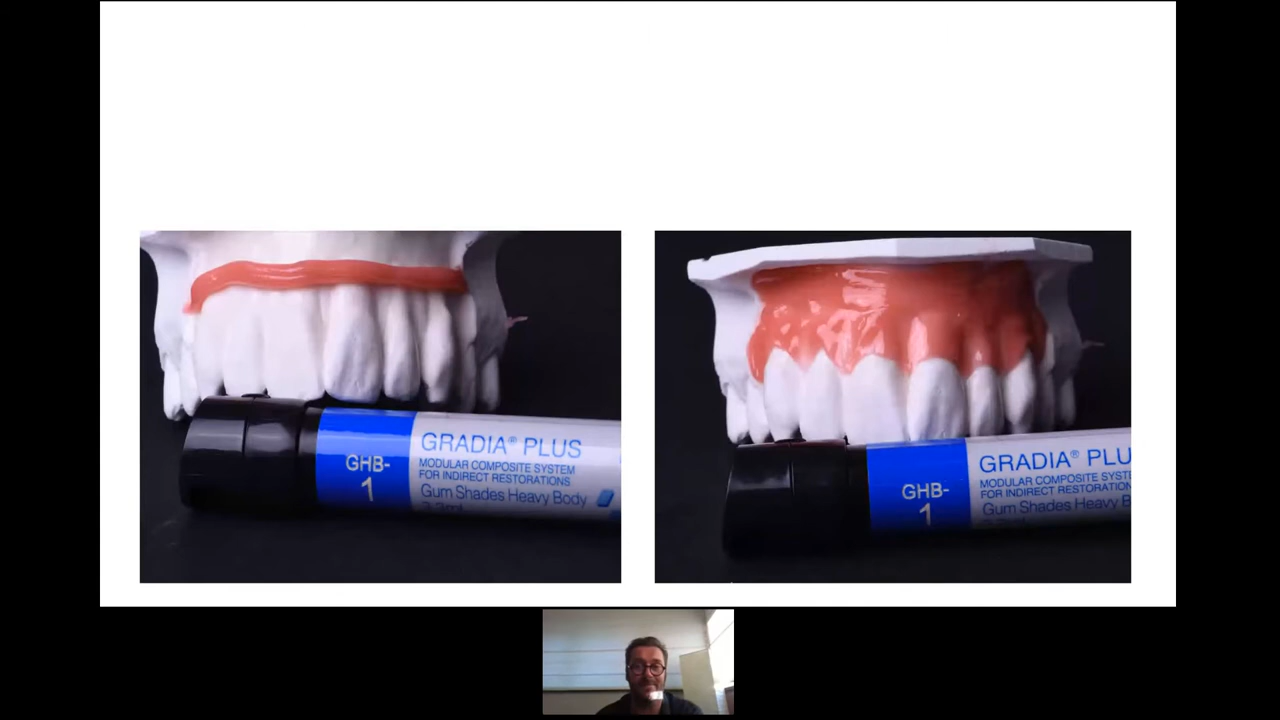 GHB-
1
GRADIA® PLUS
MODULAR COMPOSITE SYSTEM
FOR INDIRECT RESTORATIONS
Gum Shades Heavy Body
GHB-
1
GRADIA® PLU
MODULAR COMPOSITE SYSTE
FOR INDIRECT RESTORATION
Gum Shades Heavy B